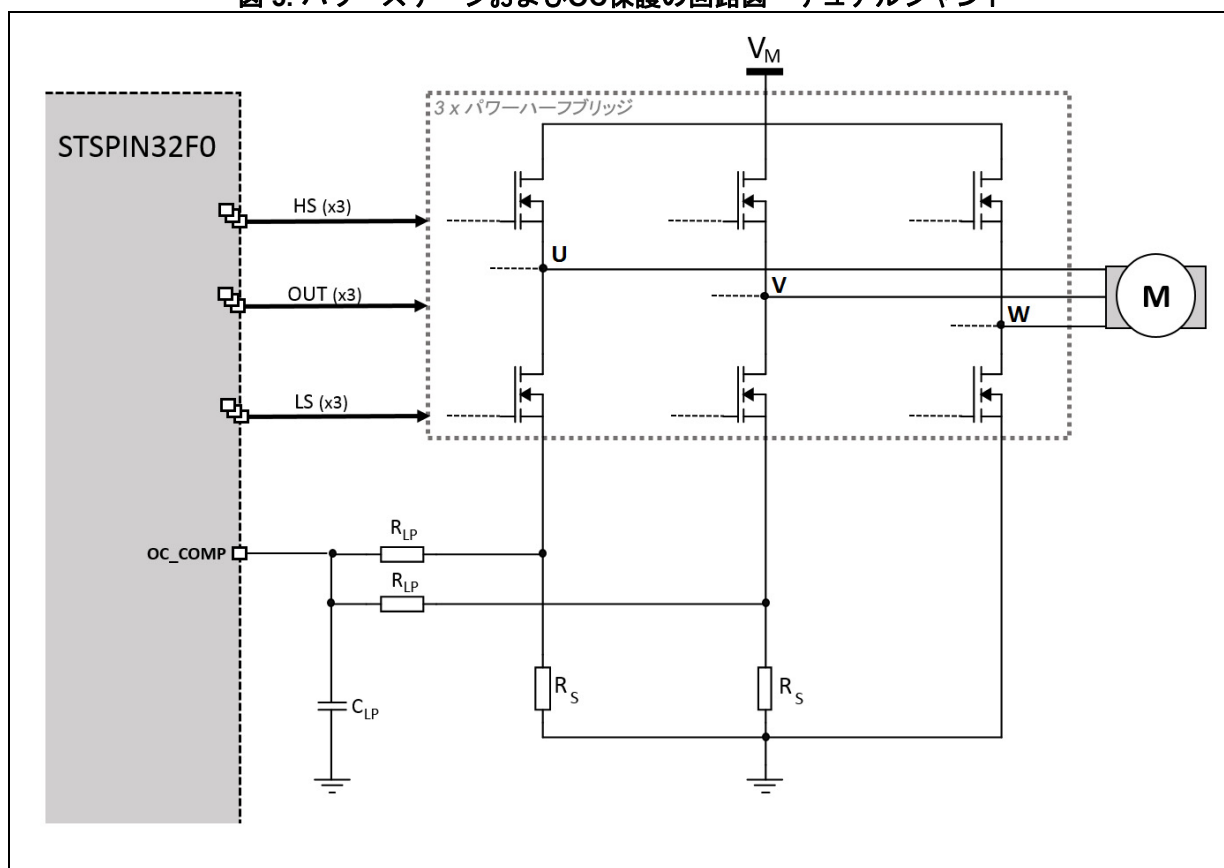 V_M
3 x パワーハーフブリッジ
STSPIN32F0
HS (x3)
U
OUT (x3)
V
M
W
LS (x3)
R_LP
OC_COMP
R_LP
R_S
R_S
C_LP